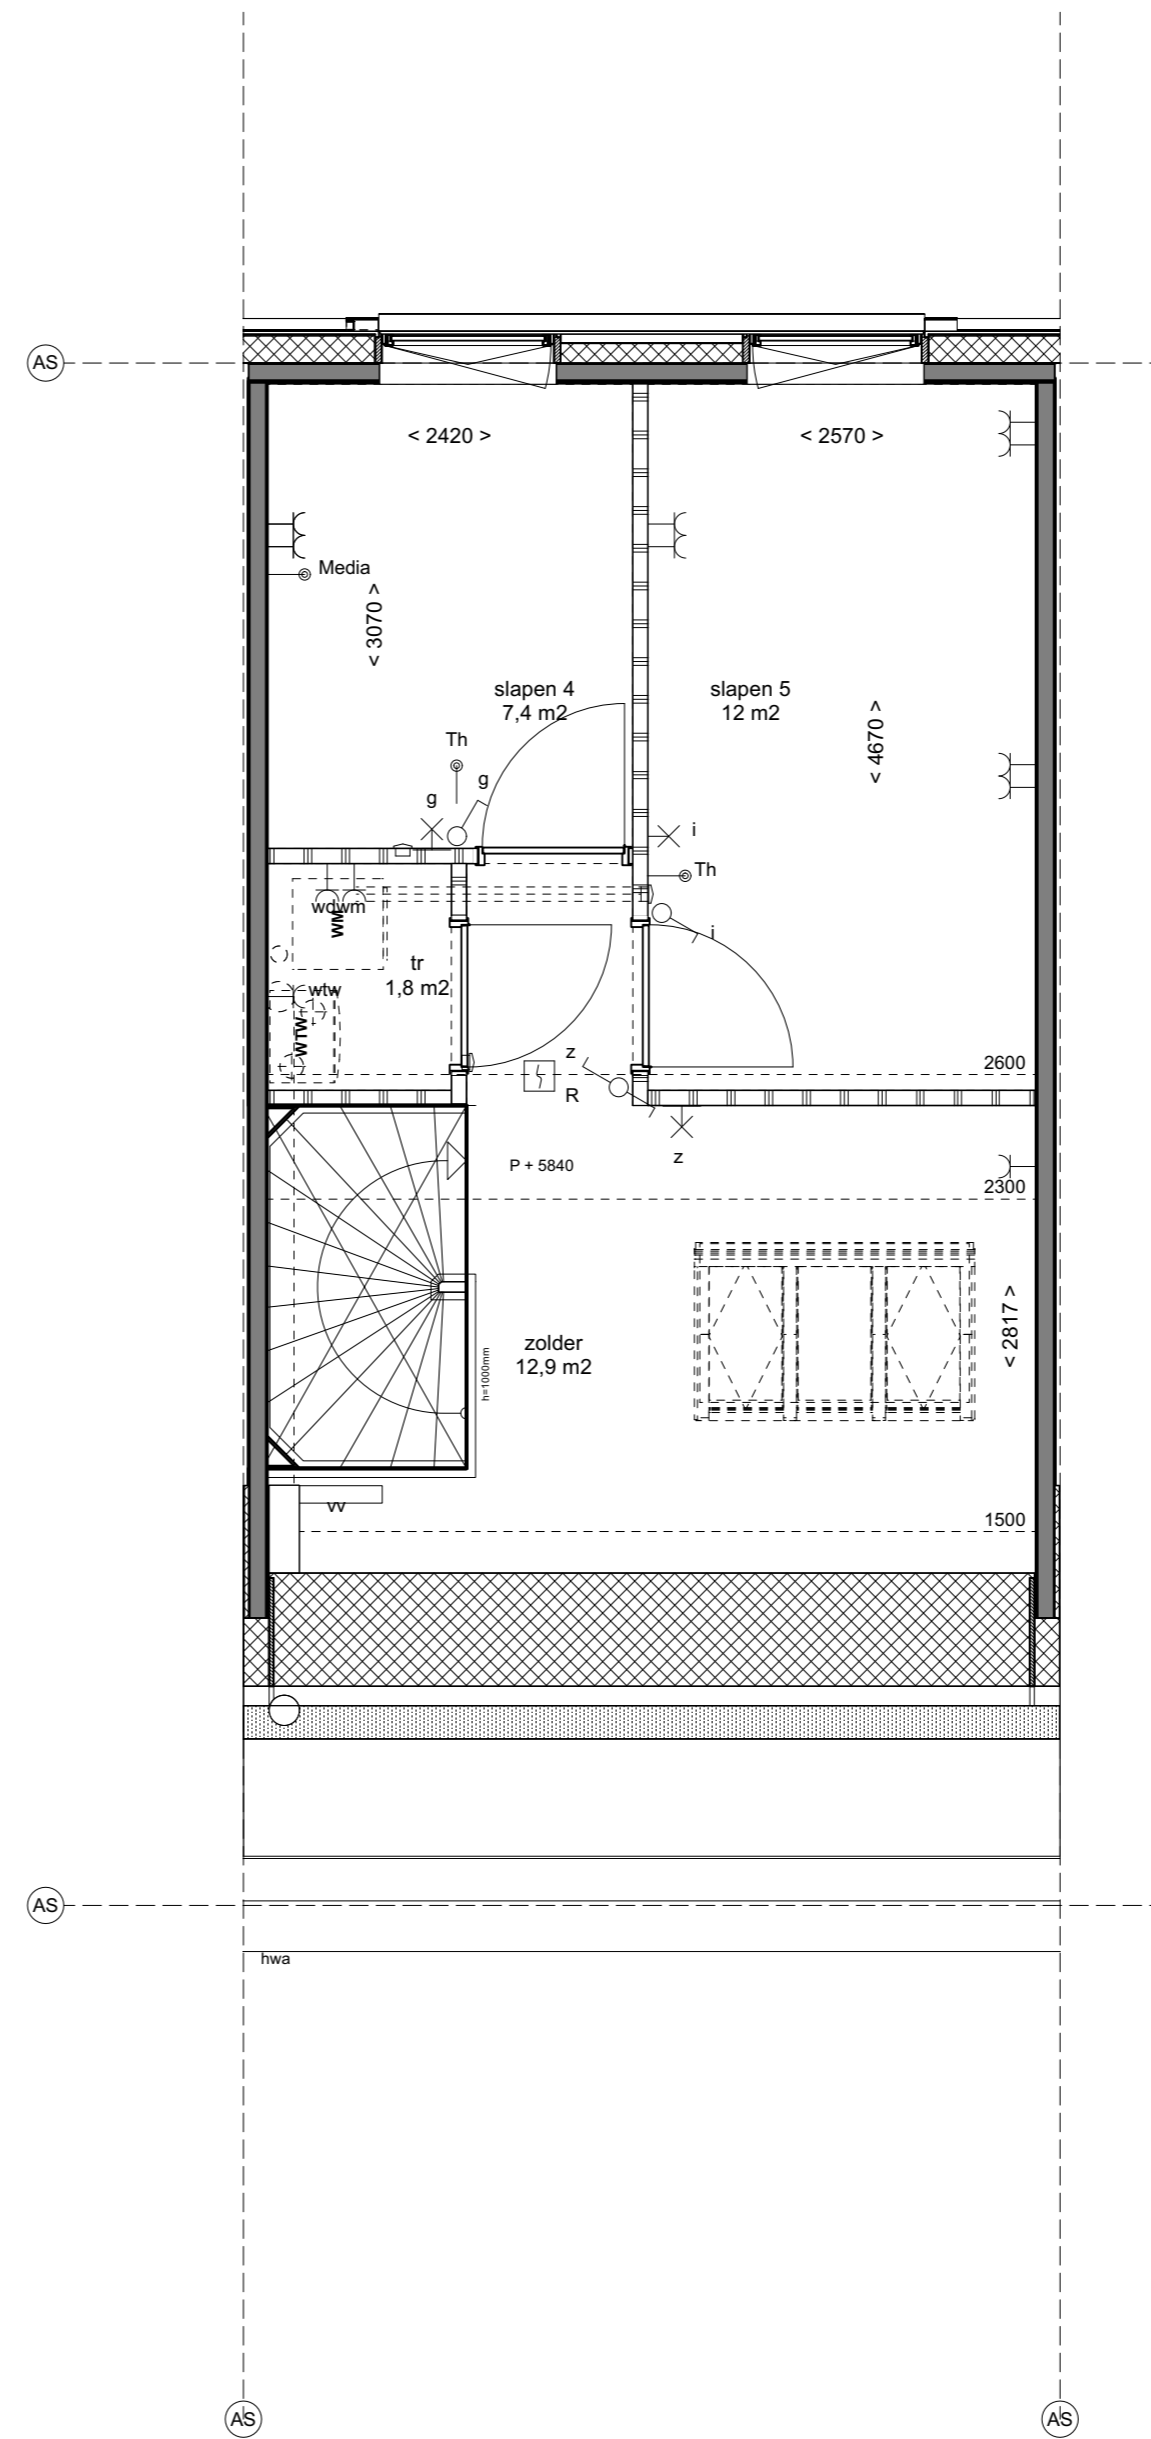 AS
< 2420 >
< 2570 >
Media
< 3070 >
slapen 4
7,4 m2
slapen 5
12 m2
< 4670 >
Th
g
g
i
Th
i
wdwm
WM
tr
1,8 m2
wtw
WTW
z
R
2600
z
P + 5840
2300
zolder
12,9 m2
h=1000mm
< 2817 >
vv
1500
AS
hwa
AS
AS